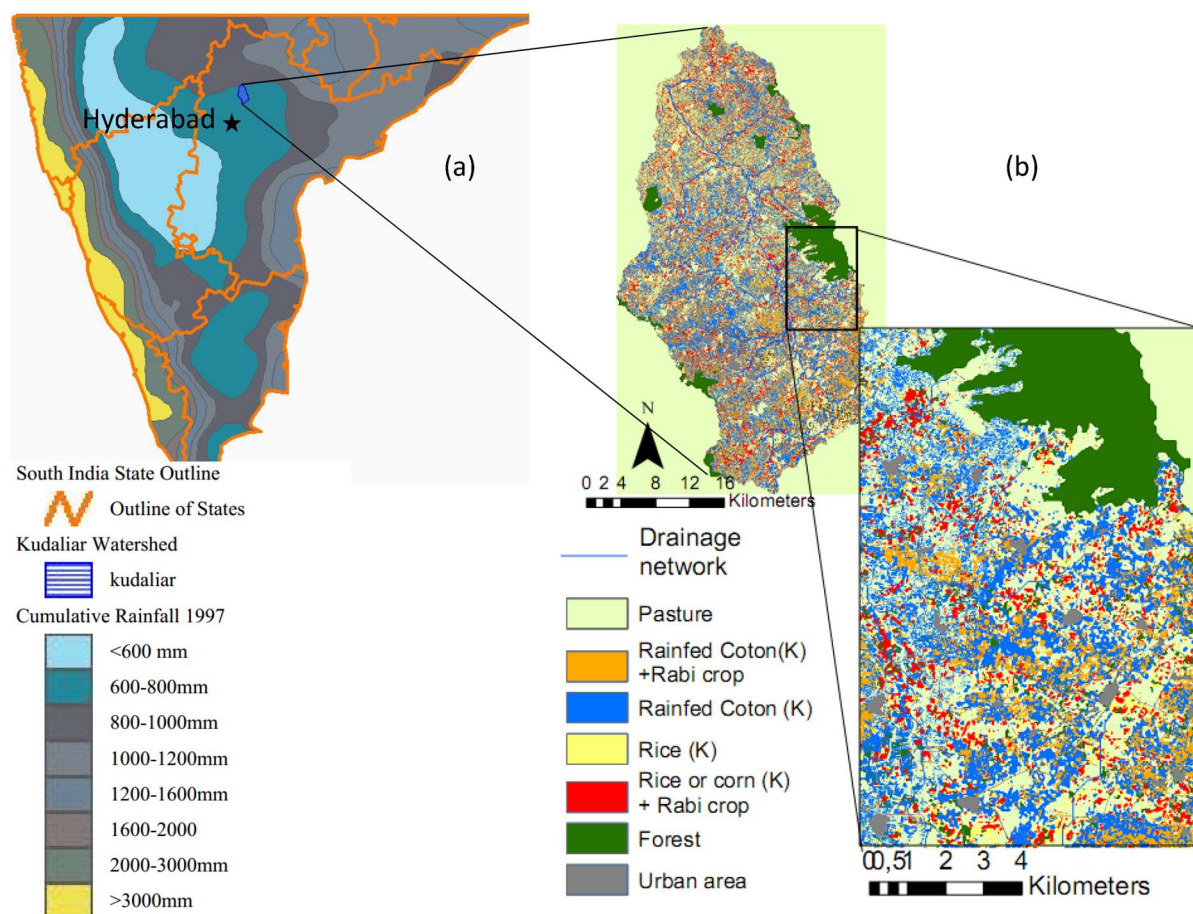 Hyderabad
(a)
(b)
South India State Outline
Outline of States
Kudaliar Watershed
kudaliar
Cumulative Rainfall 1997
<600 mm
600-800mm
800-1000mm
1000-1200mm
1200-1600mm
1600-2000
2000-3000mm
>3000mm
N
0 2 4 8 12 16
Kilometers
Drainage
network
Pasture
Rainfed Coton(K)
+Rabi crop
Rainfed Coton (K)
Rice (K)
Rice or corn (K)
+ Rabi crop
Forest
Urban area
00,51 2 3 4
Kilometers